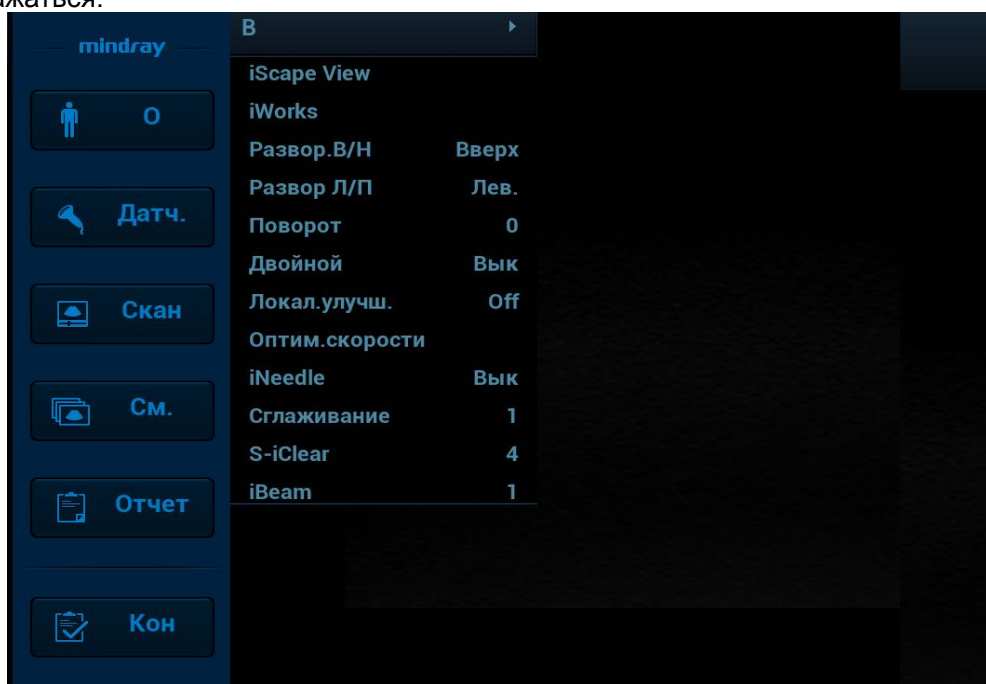 ажаться.
mindray
О
Датч.
Скан
См.
Отчет
Кон
B
iScape View
iWorks
Развор.В/Н Вверх
Развор Л/П Лев.
Поворот 0
Двойной Вык
Локал.улучш. Off
Оптим.скорости
iNeedle Вык
Сглаживание 1
S-iClear 4
iBeam 1